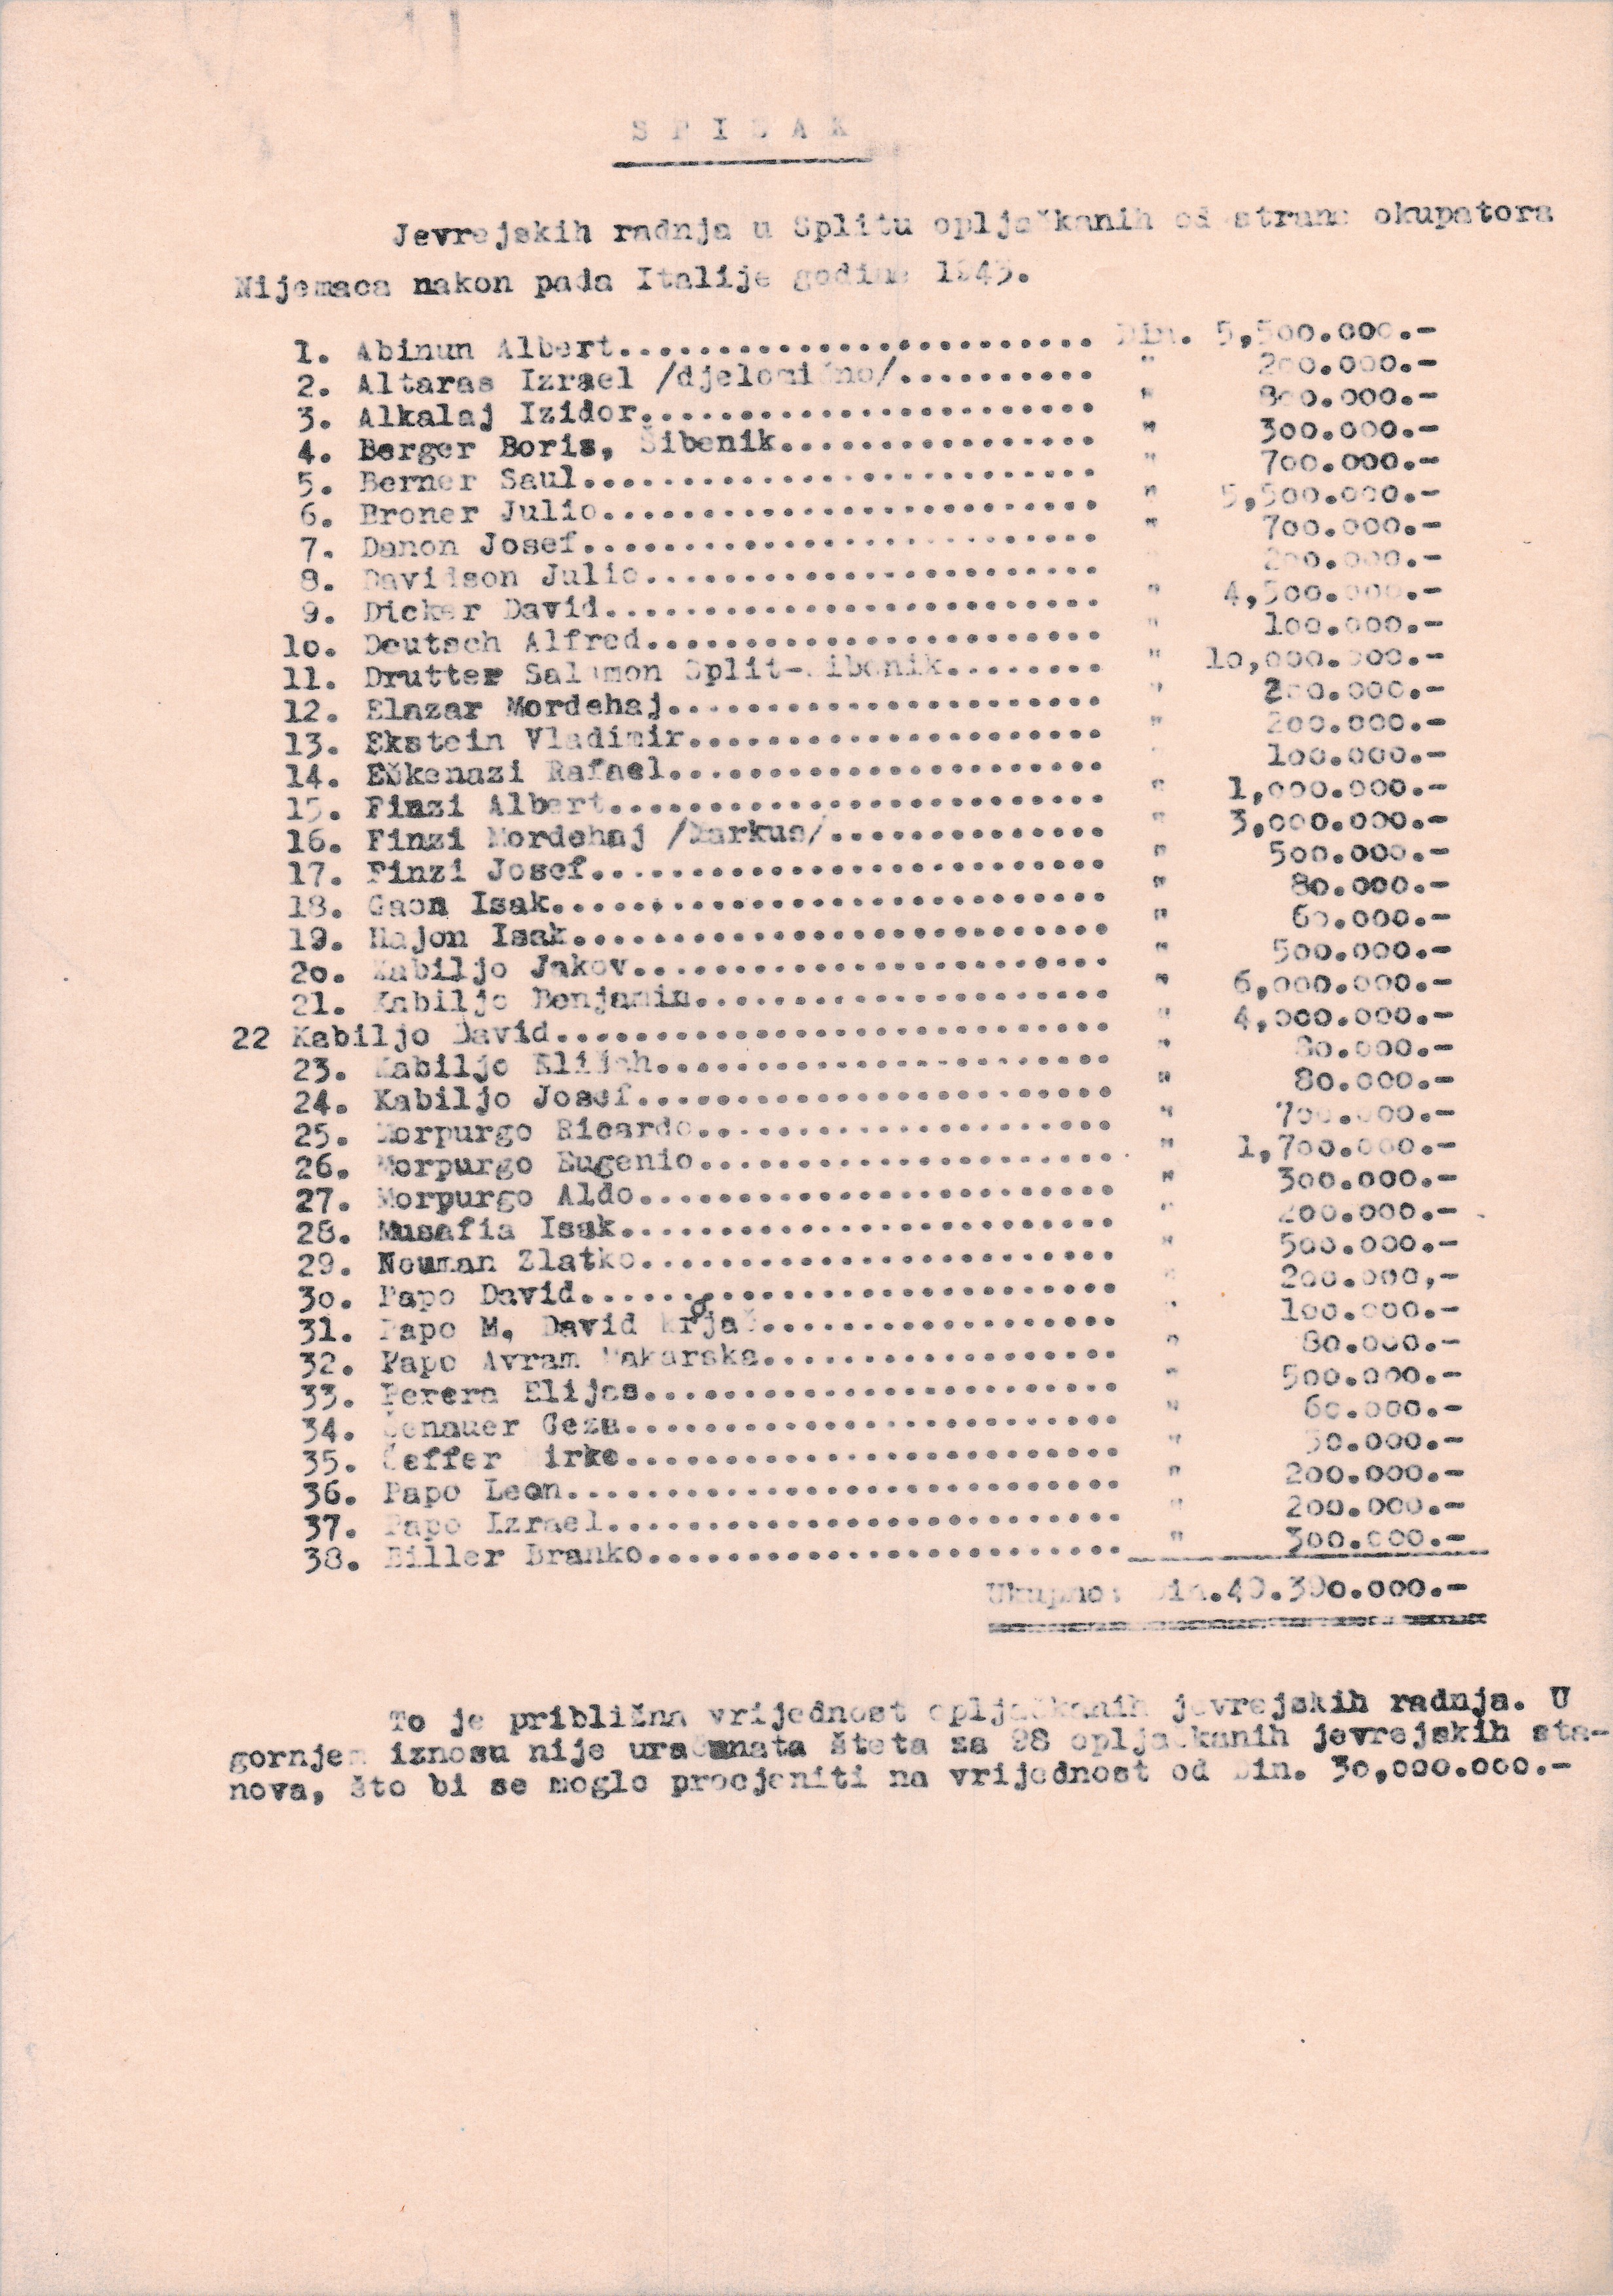 S P I S A K
Jevrejskih radnja u Splitu opljačkanih od strane okupatora
Nijemaca nakon pada Italije godine 1943.
1. Abinun Albert.............................. Din. 5,500.000.-
2. Altaras Izrael /djelomično/.......... " 200.000.-
3. Alkalaj Izidor....................... " 800.000.-
4. Berger Boris, Šibenik................ " 300.000.-
5. Berner Saul.......................... " 700.000.-
6. Broner Julio......................... " 5,500.000.-
7. Danon Josef.......................... " 700.000.-
8. Davidson Julio....................... 200.000.-
9. Dicker David......................... " 4,500.000.-
lo. Deutsch Alfred....................... " loo.000.-
11. Drutter Salamon Split-Šibenik........ " lo,000.000.-
12. Elazar Mordehaj...................... " 200.000.-
13. Ekstein Vladimir..................... " 200.000.-
14. Eškenazi Rafael...................... " loo.000.-
15. Finzi Albert......................... " 1,000.000.-
16. Finzi Mordehaj /Markus/.............. " 3,000.000.-
17. Finzi Josef.......................... " 500.000.-
18. Gaon Isak............................ " 80.000.-
19. Hajon Isak........................... " 60.000.-
2o. Kabiljo Jakov........................ " 500.000.-
21. Kabiljo Benjamin..................... " 6,000.000.-
22 Kabiljo David............................ " 4,000.000.-
23. Kabiljo Elijah....................... " 80.000.-
24. Kabiljo Josef........................ " 80.000.-
25. Morpurgo Ricardo..................... " 700.000.-
26. Morpurgo Eugenio..................... " 1,700.000.-
27. Morpurgo Aldo........................ " 300.000.-
28. Musafia Isak......................... " 200.000.-
29. Neuman Zlatko........................ " 500.000.-
3o. Papo David........................... " 200.000,-
31. Papo M, David.................. " loo.000.-
32. Papo Avram Makarska.................. " 80.000.-
33. Perera Elijas........................ " 500.000.-
34. Šenauer Geza......................... " 60.000.-
35. Šeffer Mirko......................... " 30.000.-
36. Papo Leon............................ " 200.000.-
37. Papo Izrael.......................... " 200.000.-
38. Biller Branko........................ " 300.000.-
Ukupno: Din.49.390.000.-
To je približna vrijednost opljačkanih jevrejskih radnja. U
gornjem iznosu nije uračunata šteta za 98 opljačkanih jevrejskih sta-
nova, što bi se moglo procjeniti na vrijednost od Din. 30,000.000.-